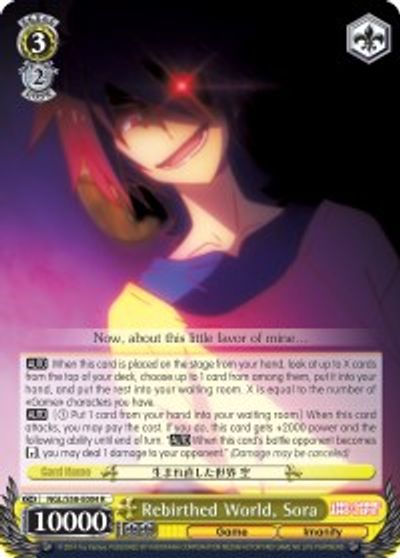 3
2
Now, about this little favor of mine...
AUTO When this card is placed on the stage from your hand, look at up to X cards
from the top of your deck, choose up to 1 card from among them, put it into your
hand, and put the rest into your waiting room. X is equal to the number of
«Game» characters you have.
AUTO [① Put 1 card from your hand into your waiting room] When this card
attacks, you may pay the cost. If you do, this card gets +2000 power and the
following ability until end of turn. "AUTO When this card's battle opponent becomes
], you may deal 1 damage to your opponent." (Damage may be canceled)
Card Name
生まれ直した世界 空
10000
Rebirthed World, Sora
Game
Imanity